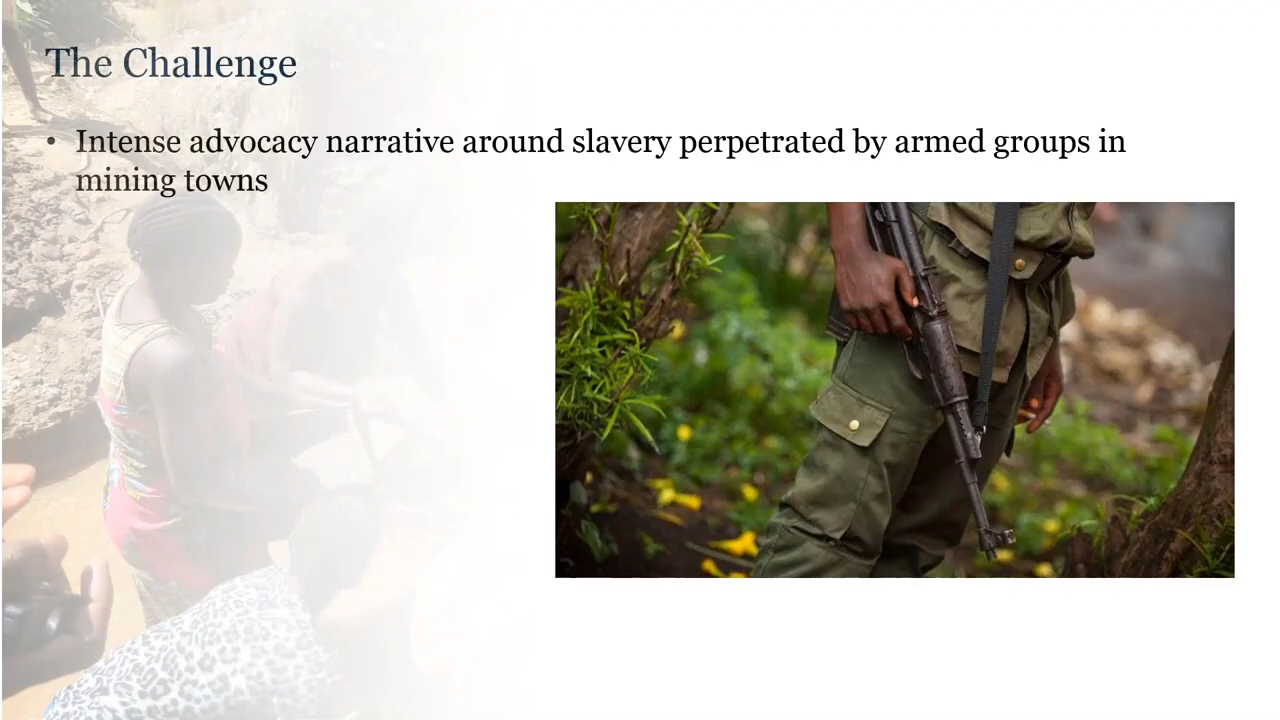 The Challenge
• Intense advocacy narrative around slavery perpetrated by armed groups in
mining towns